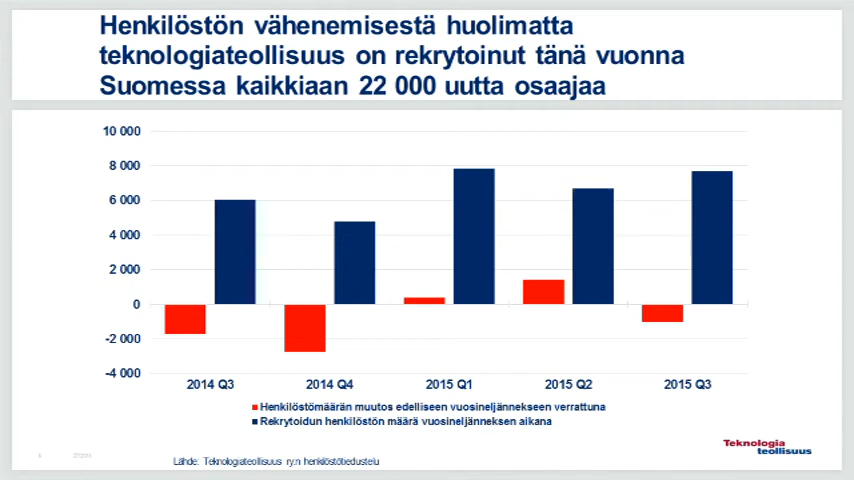 Henkilöstön vähenemisestä huolimatta
teknologiateollisuus on rekrytoinut tänä vuonna
Suomessa kaikkiaan 22 000 uutta osaajaa
10 000
8 000
6 000
4 000
2 000
0
-2 000
-4 000
2014 Q3 2014 Q4 2015 Q1 2015 Q2 2015 Q3
Henkilöstömäärän muutos edelliseen vuosineljännekseen verrattuna
Rekrytoidun henkilöstön määrä vuosineljänneksen aikana
Teknologia
teollisuus
Lähde: Teknologiateollisuus ry:n henkilöstötiedustelu